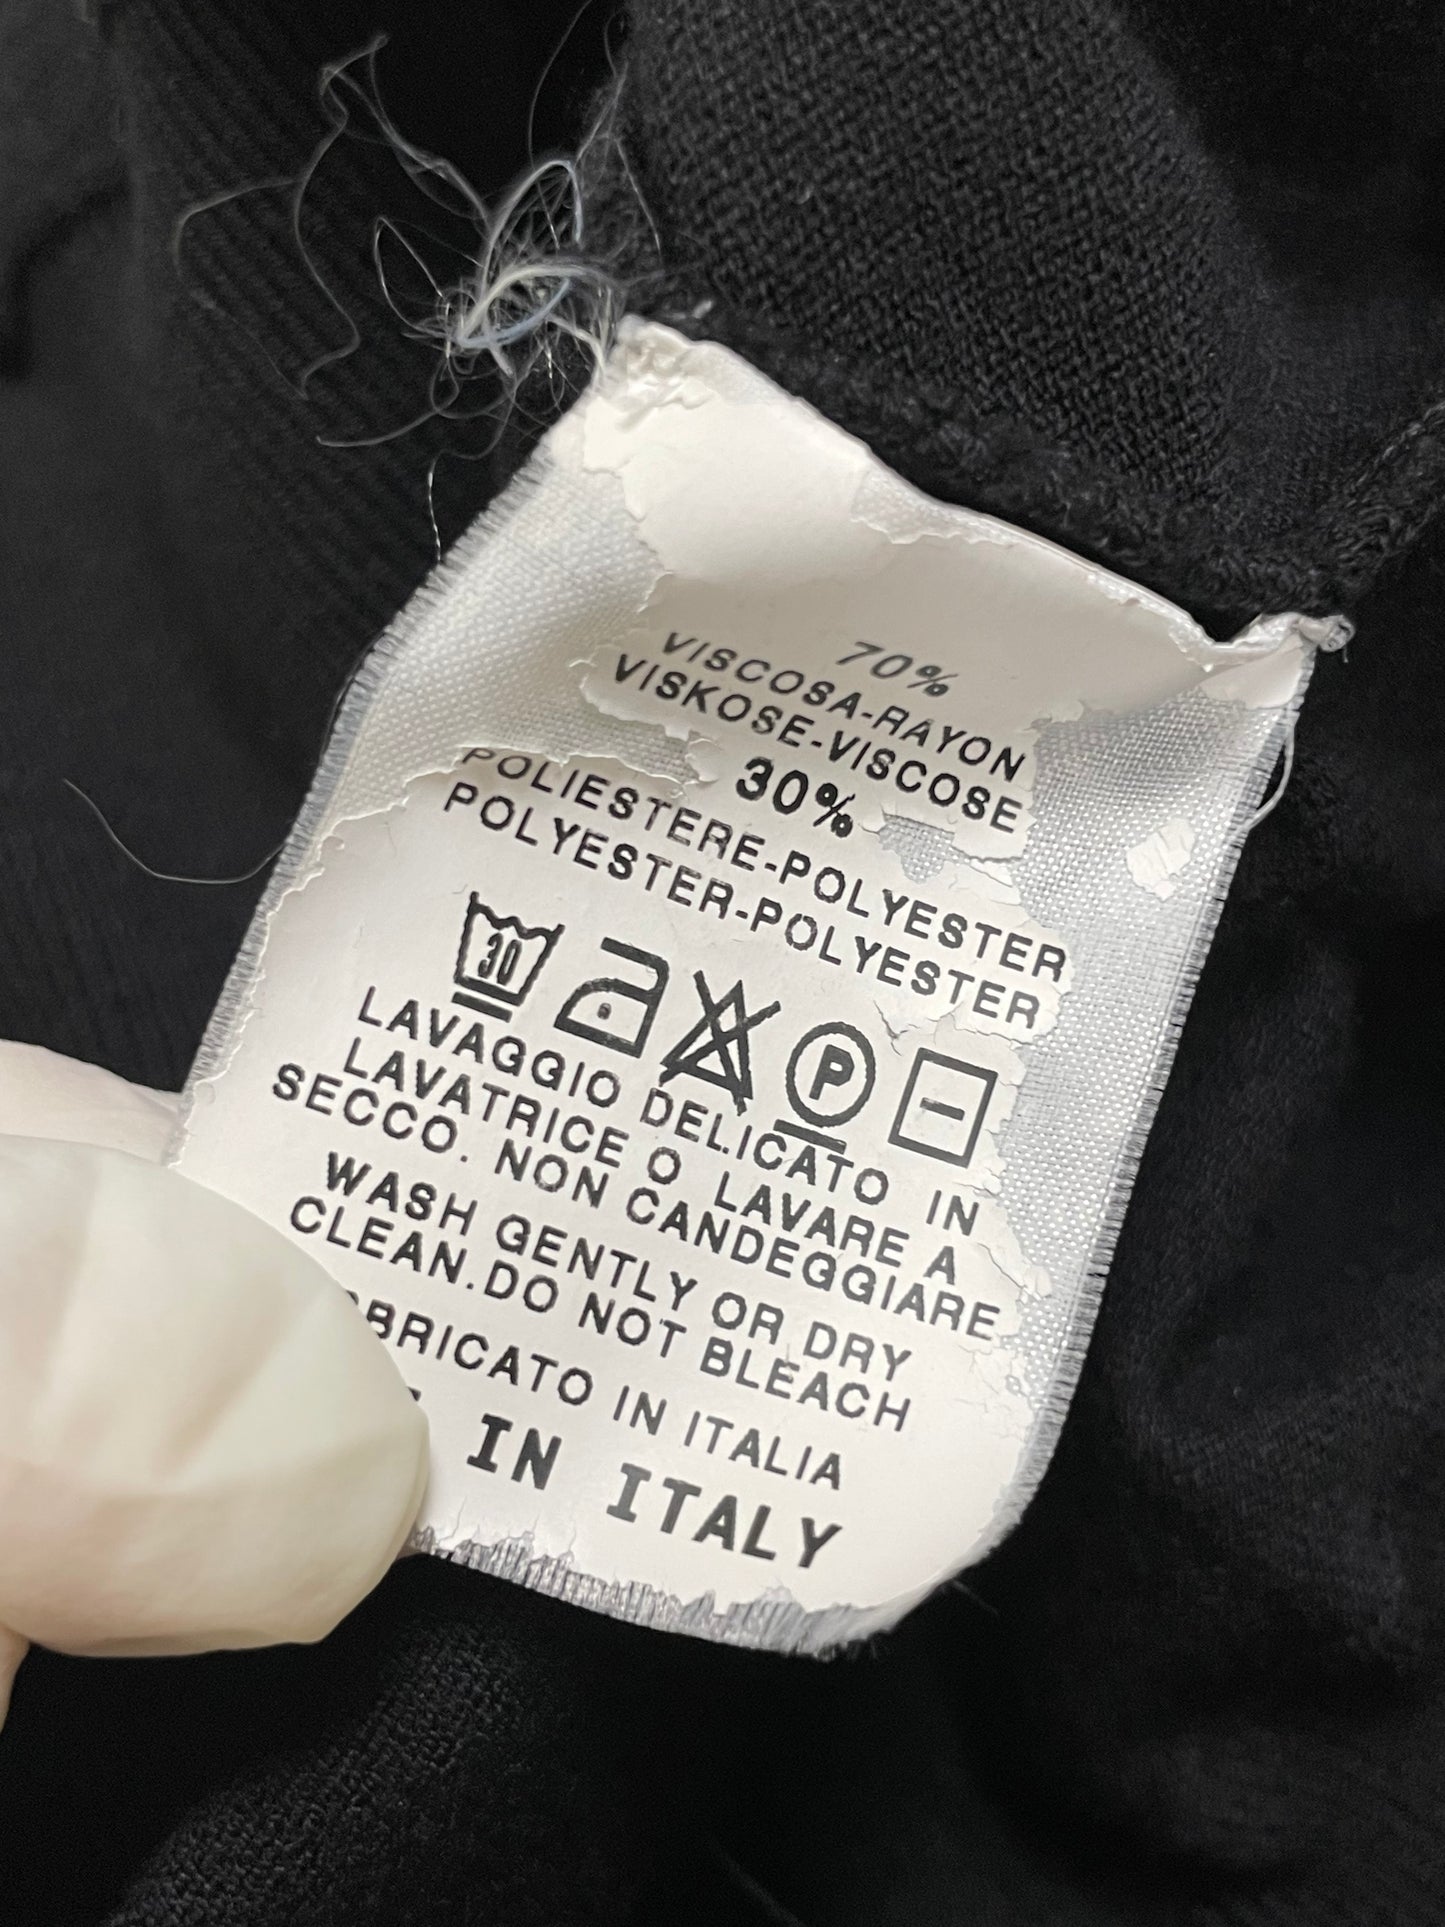 70%
VISCOSA-RAYON
VISKOSE-VISCOSE
30%
POLIESTERE-POLYESTER
POLYESTER-POLYESTER
30
P
LAVAGGIO DELICATO IN
LAVATRICE O LAVARE A
SECCO. NON CANDEGGIARE
WASH GENTLY OR DRY
CLEAN.DO NOT BLEACH
BRICATO IN ITALIA
IN ITALY